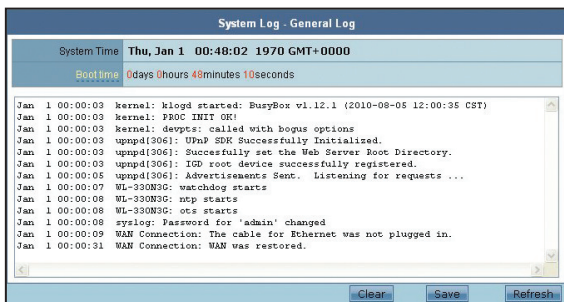 System Log - General Log
System Time Thu, Jan 1 00:48:02 1970 GMT+0000
Boot time 0days 0hours 48minutes 10seconds
Jan 1 00:00:03 kernel: klogd started: BusyBox v1.12.1 (2010-08-05 12:00:35 CST)
Jan 1 00:00:03 kernel: PROC INIT OK!
Jan 1 00:00:03 kernel: devpts: called with bogus options
Jan 1 00:00:03 upnpd[306]: UPnP SDK Successfully Initialized.
Jan 1 00:00:03 upnpd[306]: Succesfully set the Web Server Root Directory.
Jan 1 00:00:03 upnpd[306]: IGD root device successfully registered.
Jan 1 00:00:05 upnpd[306]: Advertisements Sent. Listening for requests ...
Jan 1 00:00:07 WL-330N3G: watchdog starts
Jan 1 00:00:08 WL-330N3G: ntp starts
Jan 1 00:00:08 WL-330N3G: ots starts
Jan 1 00:00:08 syslog: Password for 'admin' changed
Jan 1 00:00:09 WAN Connection: The cable for Ethernet was not plugged in.
Jan 1 00:00:31 WAN Connection: WAN was restored.
Clear Save Refresh